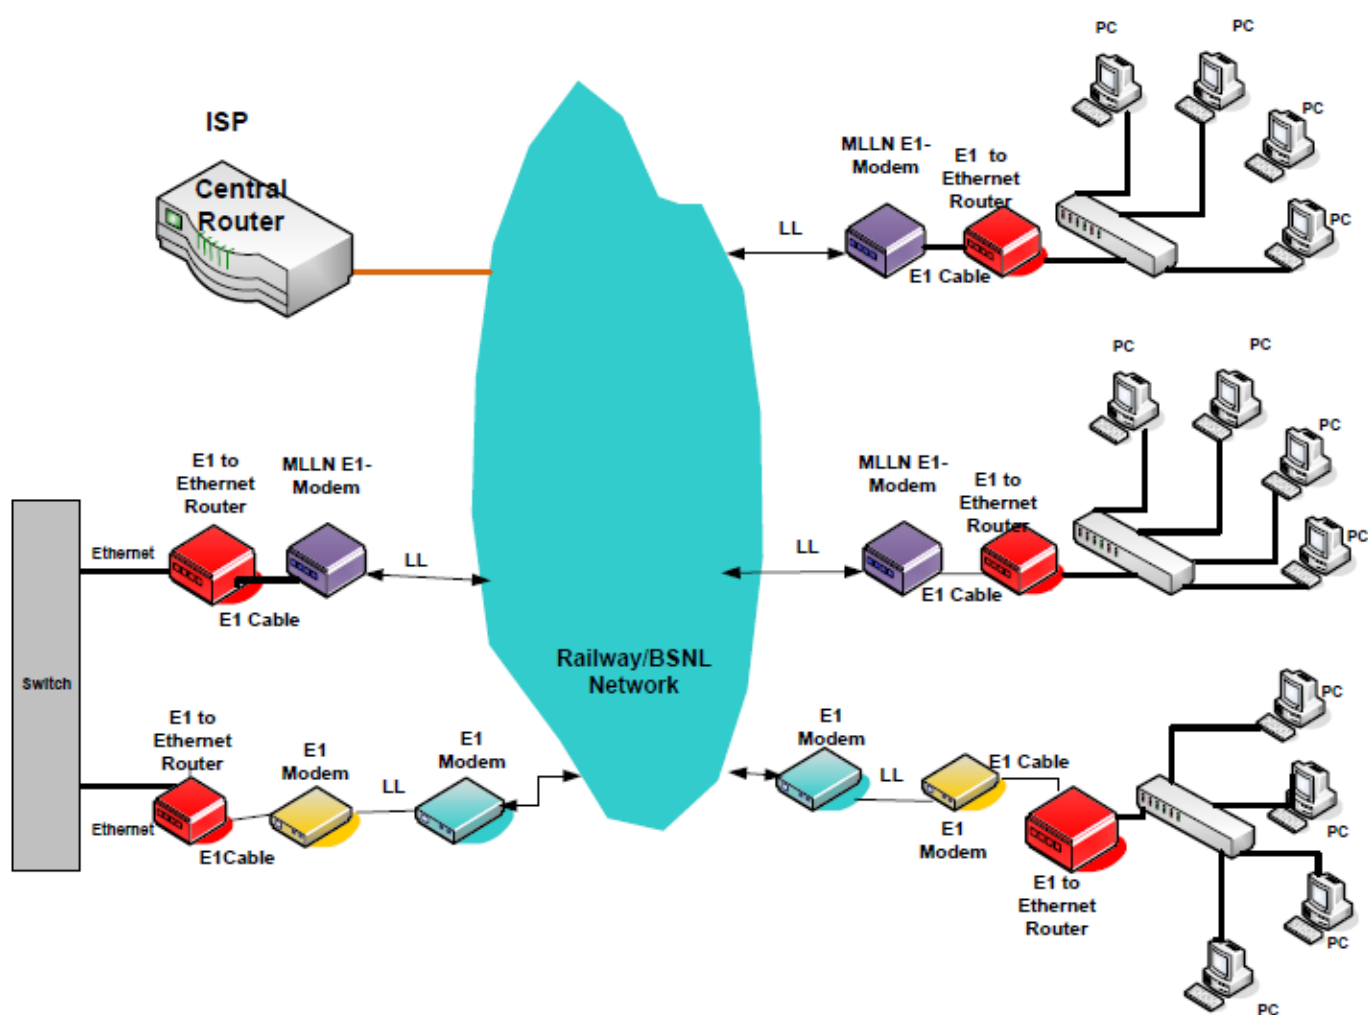 ISP
Central
Router
PC
PC
PC
PC
MLLN E1-
Modem
E1 to
Ethernet
Router
LL
E1 Cable
PC
PC
PC
PC
E1 to
Ethernet
Router
MLLN E1-
Modem
Ethernet
LL
E1 Cable
MLLN E1-
Modem
E1 to
Ethernet
Router
LL
E1 Cable
Switch
Railway/BSNL
Network
E1 to
Ethernet
Router
E1
Modem
LL
E1
Modem
Ethernet
E1Cable
E1
Modem
LL
E1 Cable
E1
Modem
E1 to
Ethernet
Router
PC
PC
PC
PC